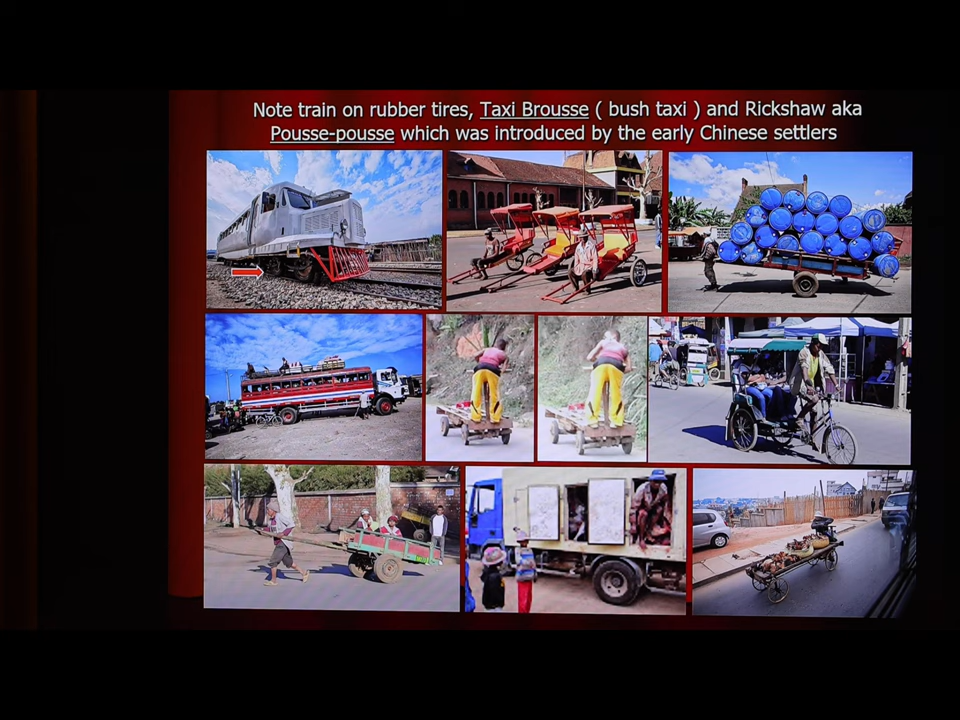 Note train on rubber tires, Taxi Brousse ( bush taxi ) and Rickshaw aka
Pousse-pousse which was introduced by the early Chinese settlers